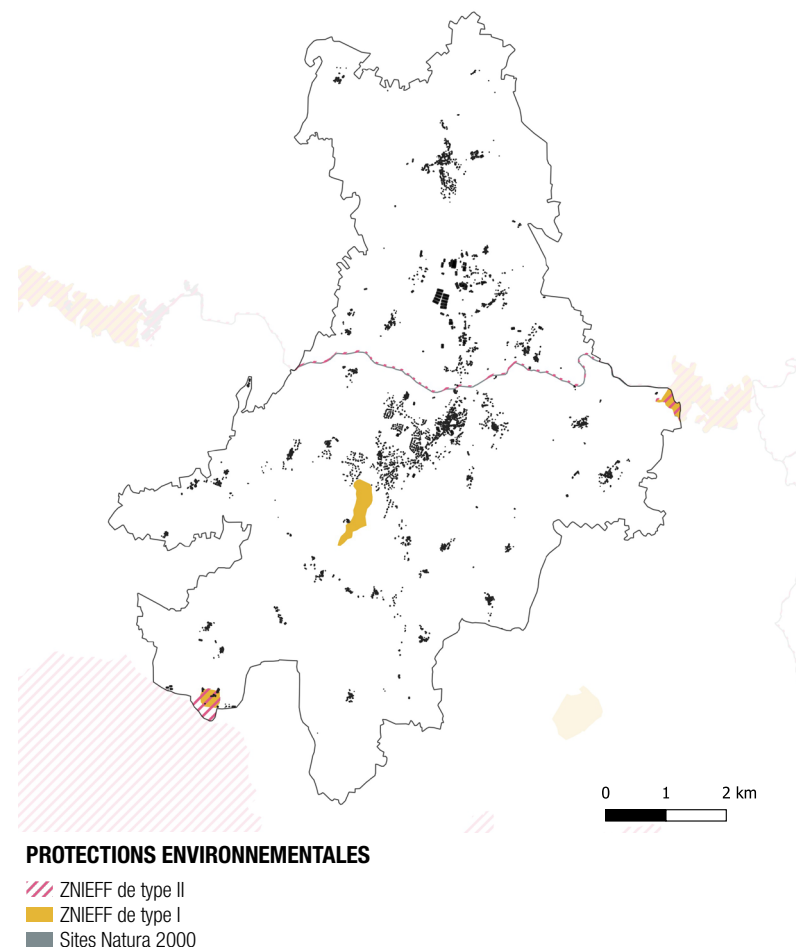 0 1 2 km
PROTECTIONS ENVIRONNEMENTALES
ZNIEFF de type II
ZNIEFF de type I
Sites Natura 2000